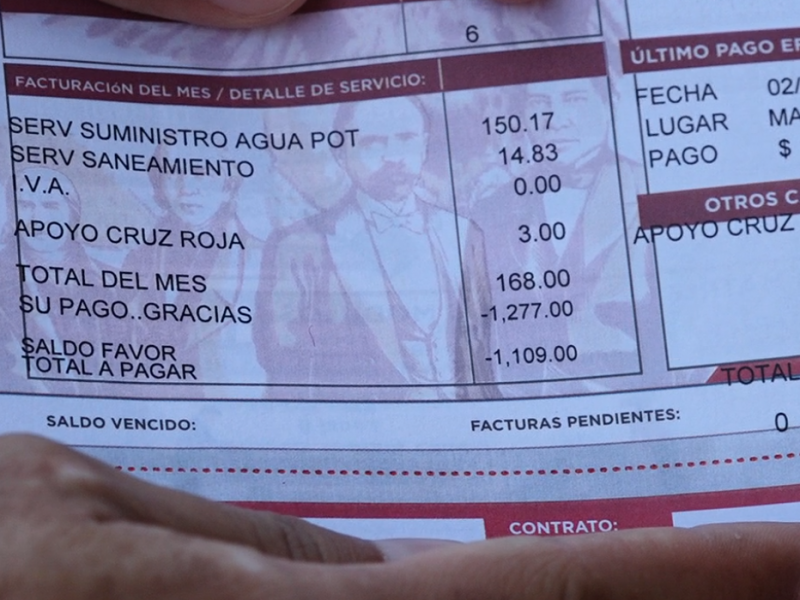 6
FACTURACIÓN DEL MES / DETALLE DE SERVICIO:
SERV SUMINISTRO AGUA POT 150.17
SERV SANEAMIENTO 14.83
.V.A. 0.00
APOYO CRUZ ROJA 3.00
TOTAL DEL MES 168.00
SU PAGO..GRACIAS -1,277.00
SALDO FAVOR -1,109.00
TOTAL A PAGAR
ÚLTIMO PAGO
FECHA 02/
LUGAR MA
PAGO $
OTROS C
APOYO CRUZ
TOTAL
SALDO VENCIDO: FACTURAS PENDIENTES: 0
CONTRATO: